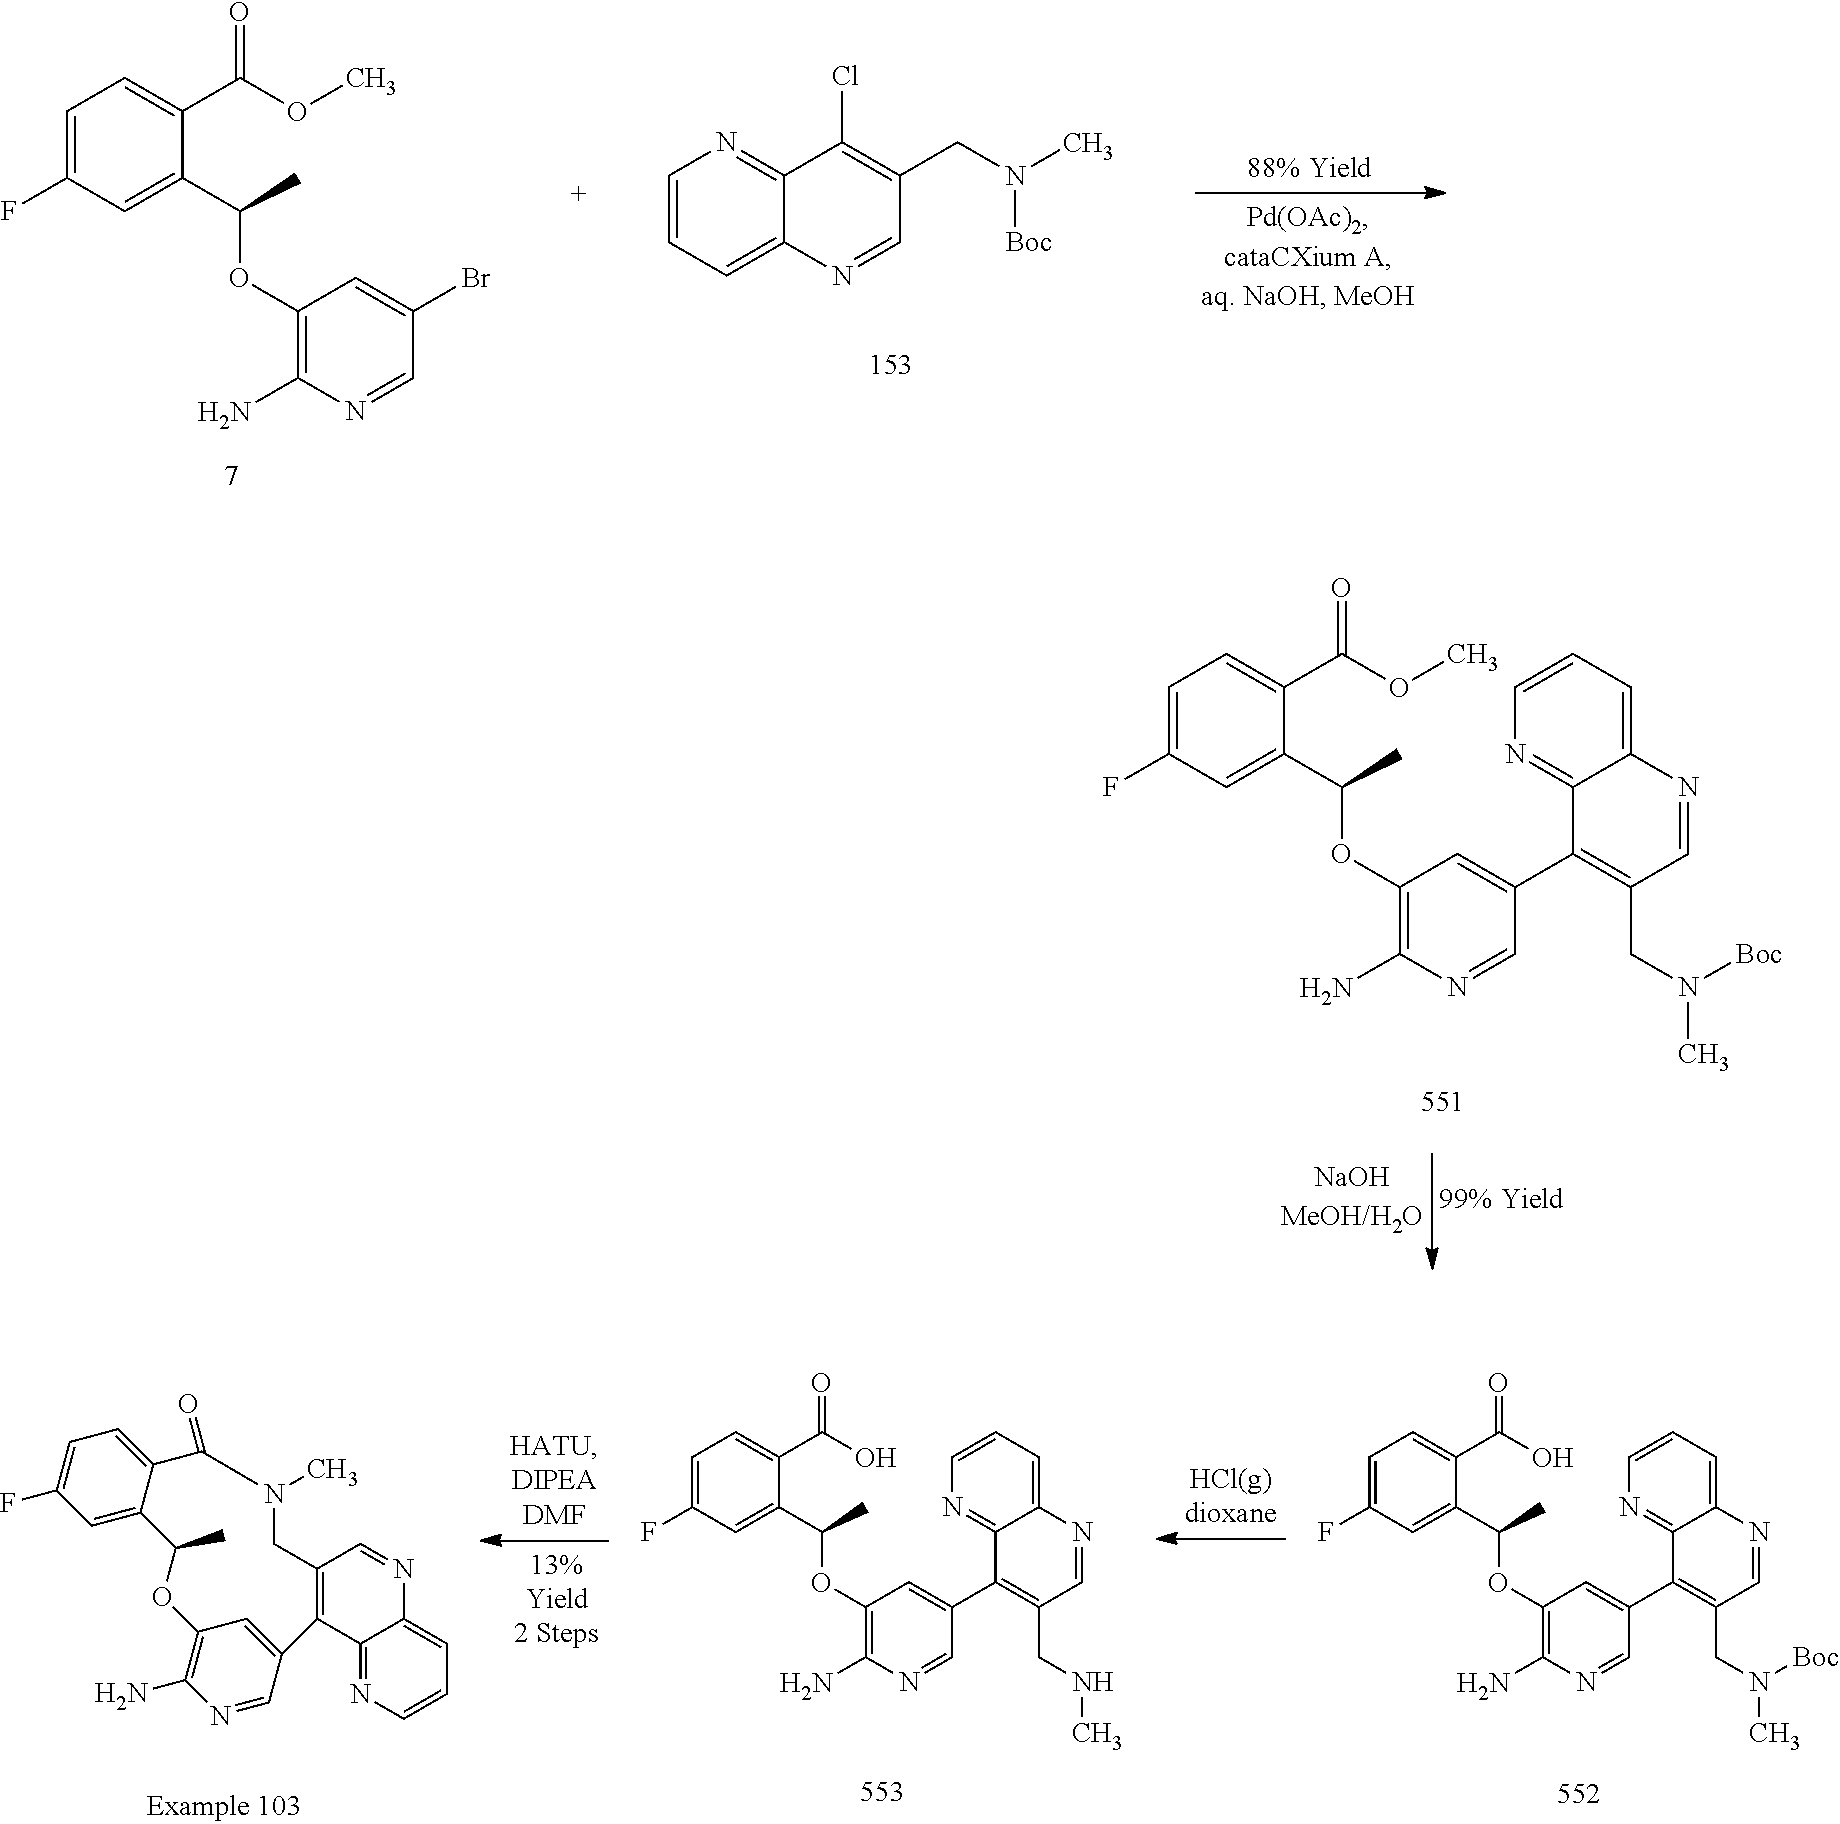 O
CH3
O
F
O
Br
H2N
N
7
+
Cl
N
CH3
N
Boc
N
153
88% Yield
Pd(OAc)2,
cataCXium A,
aq. NaOH, MeOH
O
CH3
O
N
N
F
O
Boc
H2N
N
N
CH3
551
NaOH
MeOH/H2O
99% Yield
O
OH
N
N
F
O
Boc
H2N
N
N
CH3
552
HCl(g)
dioxane
O
OH
N
N
F
O
H2N
N
NH
CH3
553
HATU,
DIPEA
DMF
13%
Yield
2 Steps
O
CH3
N
F
N
O
H2N
N
N
Example 103